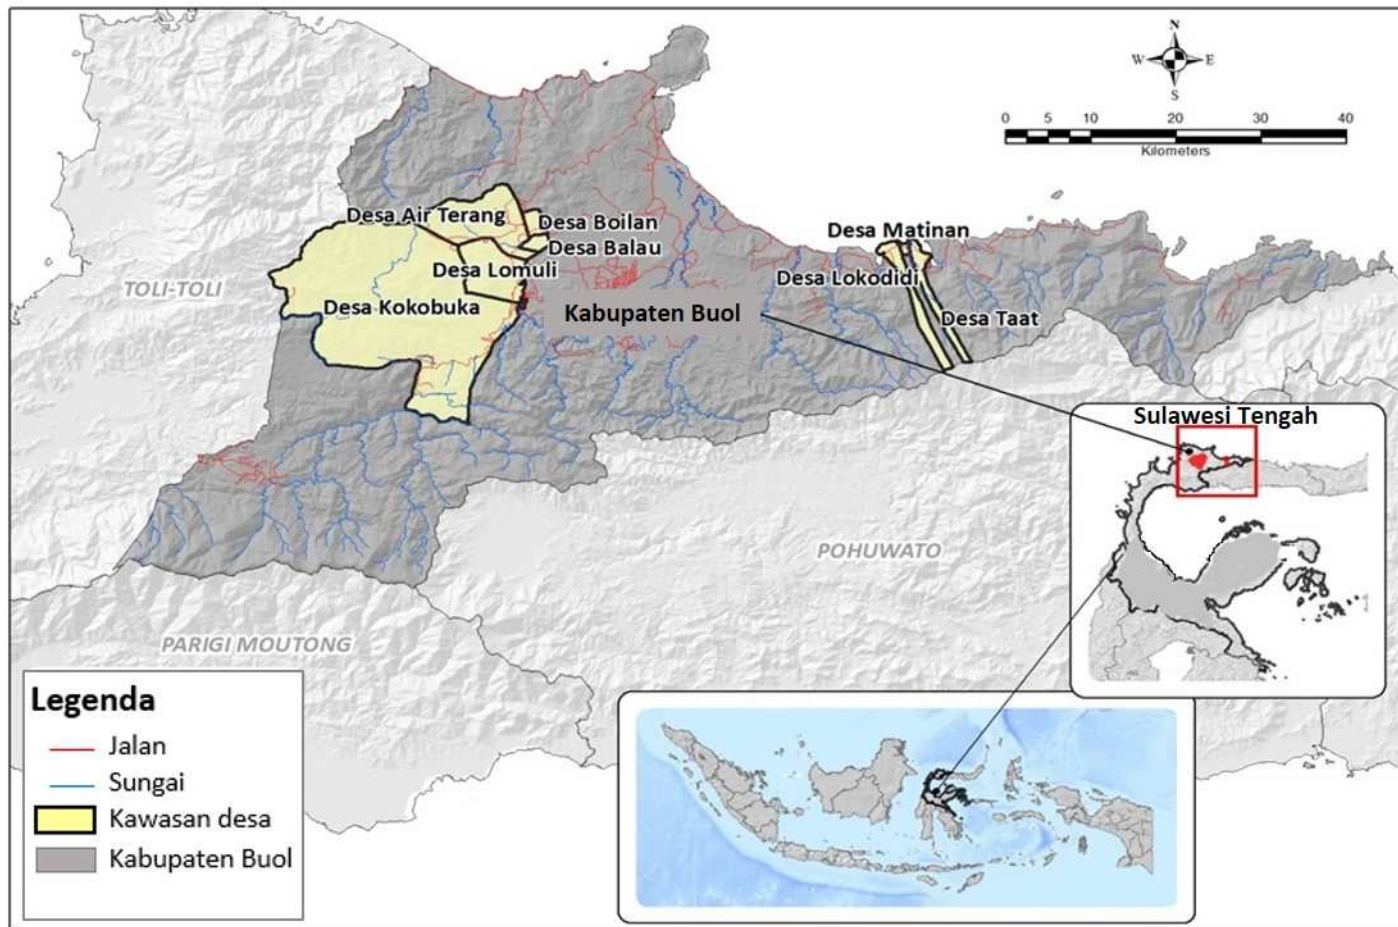 N
W E
S
0 5 10 20 30 40
Kilometers
Desa Air Terang
Desa Boilan
Desa Balau
Desa Lomuli
Desa Kokobuka
TOLI-TOLI
Desa Matinan
Desa Lokodidi
Desa Taat
Kabupaten Buol
Sulawesi Tengah
POHUWATO
PARIGI MOUTONG
Legenda
Jalan
Sungai
Kawasan desa
Kabupaten Buol